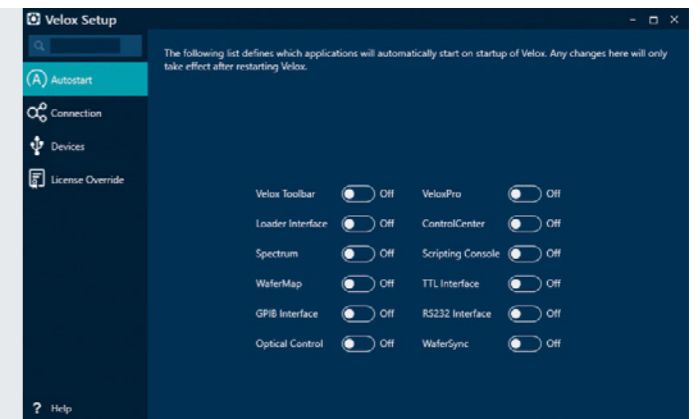 Velox Setup
The following list defines which applications will automatically start on startup of Velox. Any changes here will only
take effect after restarting Velox.
Autostart
Connection
Devices
License Override
Velox Toolbar Off VeloxPro Off
Loader Interface Off ControlCenter Off
Spectrum Off Scripting Console Off
WaferMap Off TTL Interface Off
GPIB Interface Off RS232 Interface Off
Optical Control Off WaferSync Off
? Help